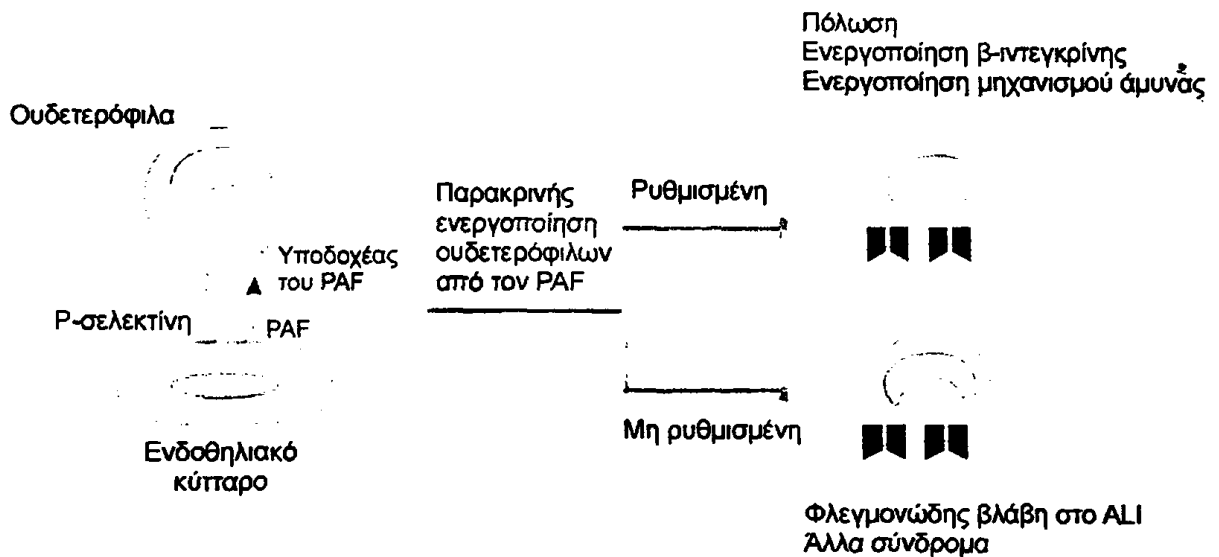 Πόλωση
Ενεργοποίηση β-ιντεγκρίνης
Ενεργοποίηση μηχανισμού άμυνας
Ουδετερόφιλα
Παρακρινής
ενεργοποίηση
ουδετερόφιλων
από τον PAF
Ρυθμισμένη
Υποδοχέας
του PAF
Ρ-σελεκτίνη
PAF
Ενδοθηλιακό
κύτταρο
Μη ρυθμισμένη
Φλεγμονώδης βλάβη στο ALI
Άλλα σύνδρομα